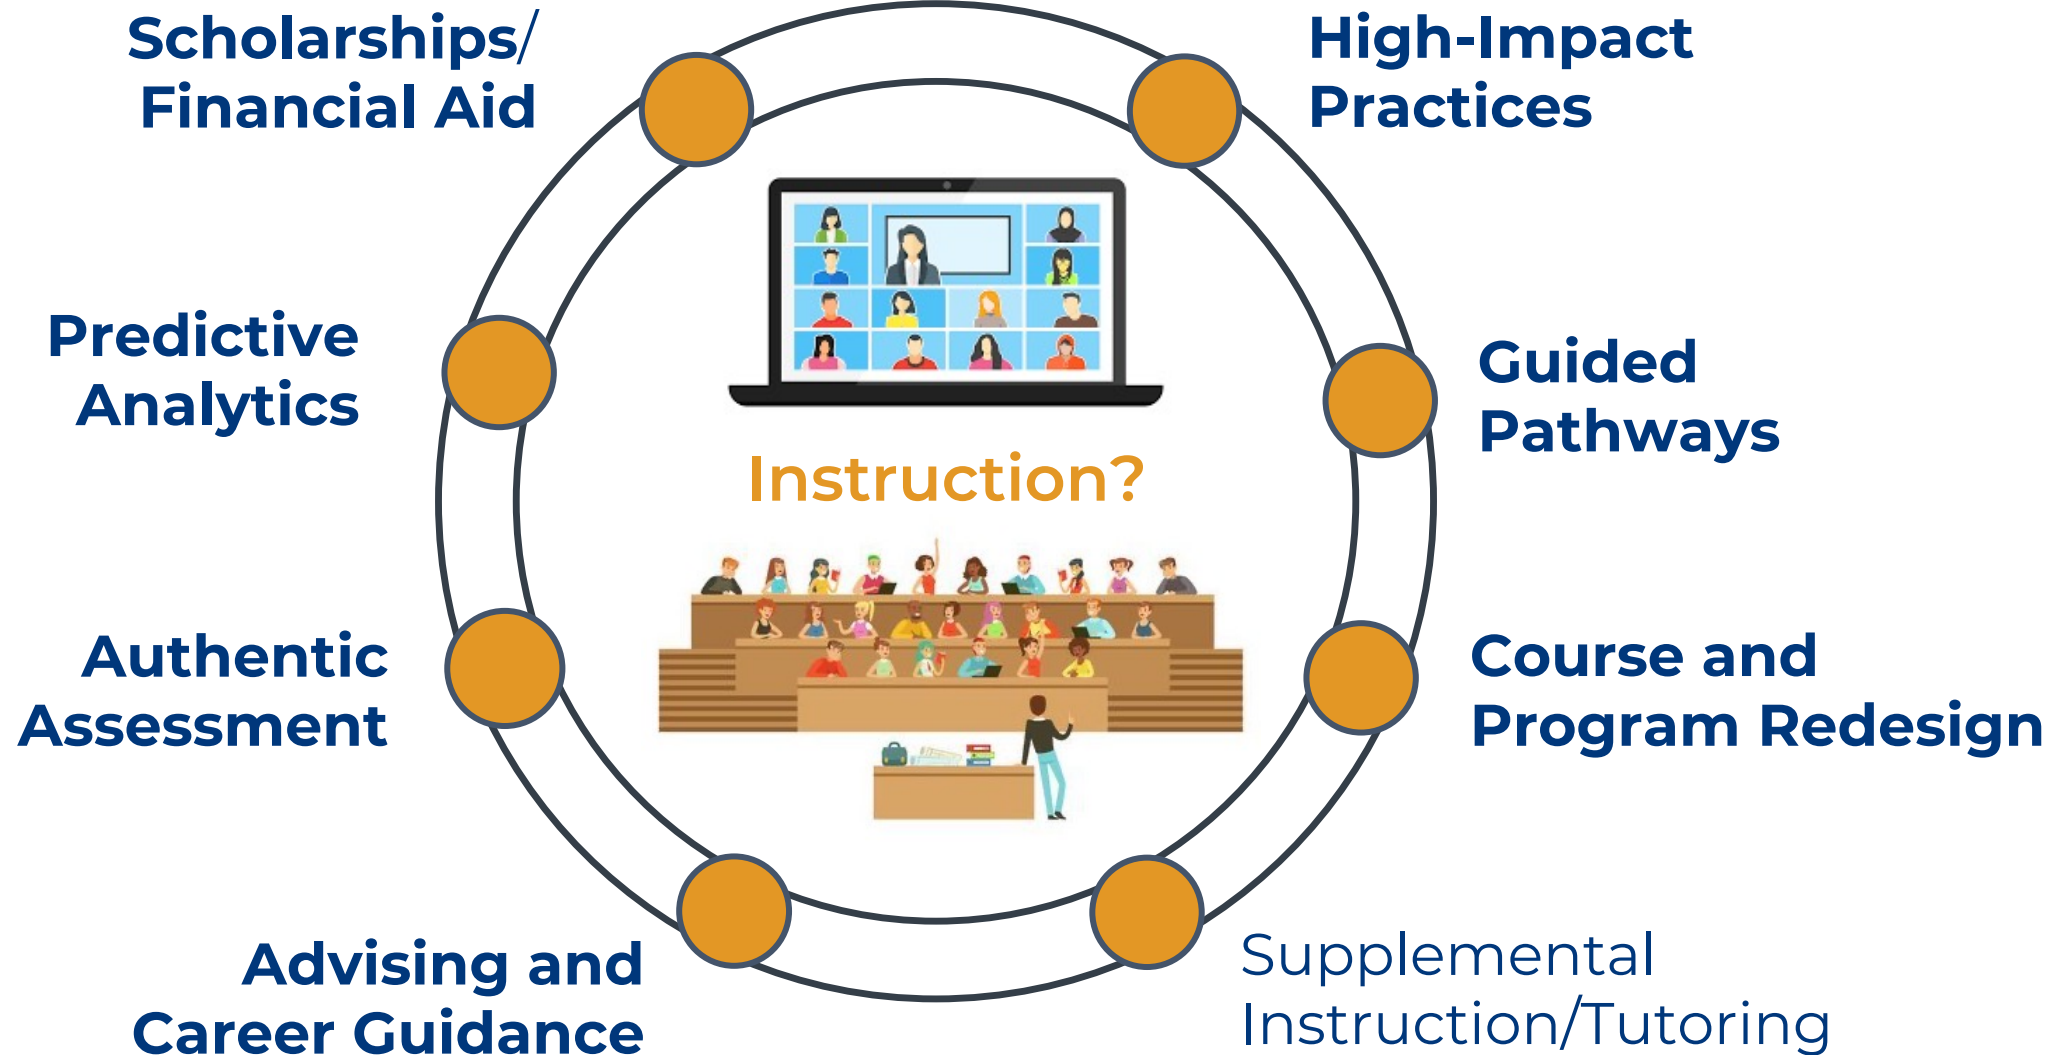 Scholarships/
Financial Aid
High-Impact
Practices
Predictive
Analytics
Guided
Pathways
Instruction?
Authentic
Assessment
Course and
Program Redesign
Advising and
Career Guidance
Supplemental
Instruction/Tutoring